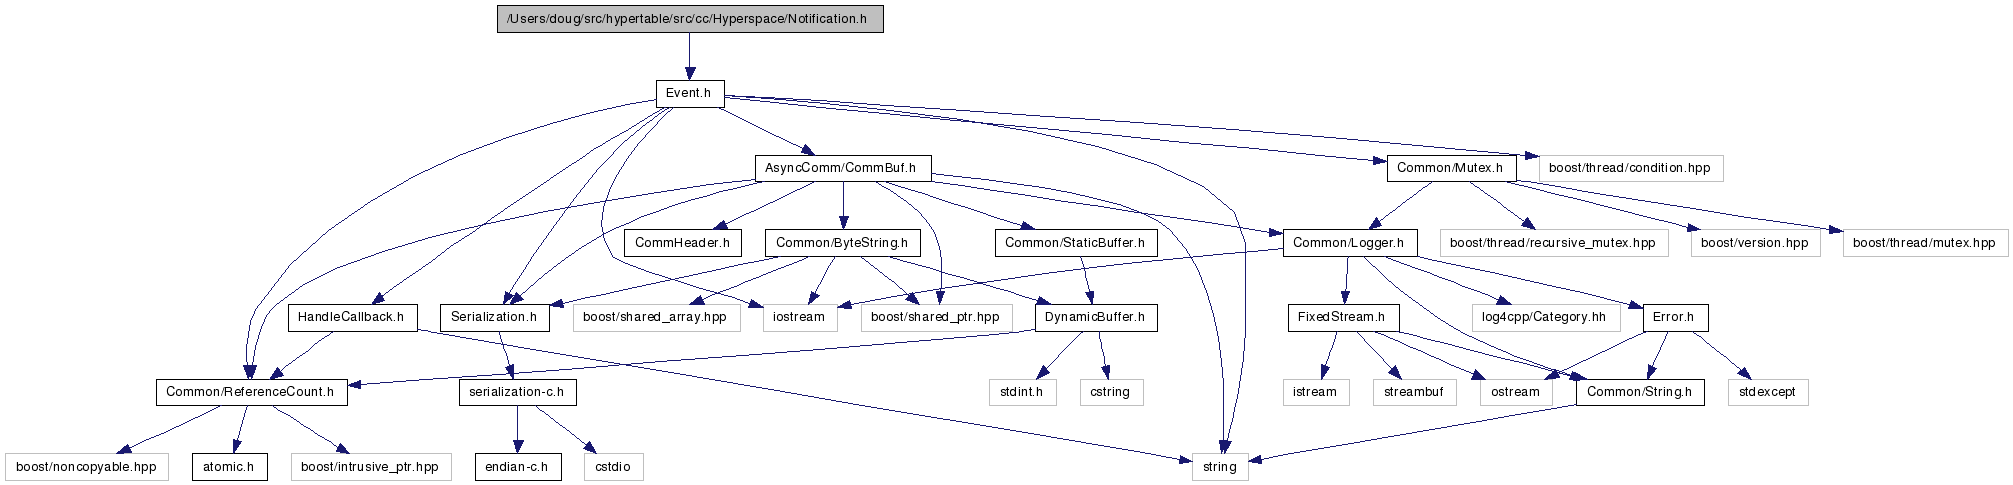 /Users/doug/src/hypertable/src/cc/Hyperspace/Notification.h
Event.h
AsyncComm/CommBuf.h
Common/Mutex.h
boost/thread/condition.hpp
CommHeader.h
Common/ByteString.h
Common/StaticBuffer.h
Common/Logger.h
boost/thread/recursive_mutex.hpp
boost/version.hpp
boost/thread/mutex.hpp
HandleCallback.h
Serialization.h
boost/shared_array.hpp
iostream
boost/shared_ptr.hpp
DynamicBuffer.h
FixedStream.h
log4cpp/Category.hh
Error.h
Common/ReferenceCount.h
serialization-c.h
stdint.h
cstring
istream
streambuf
ostream
Common/String.h
stdexcept
boost/noncopyable.hpp
atomic.h
boost/intrusive_ptr.hpp
endian-c.h
cstdio
string